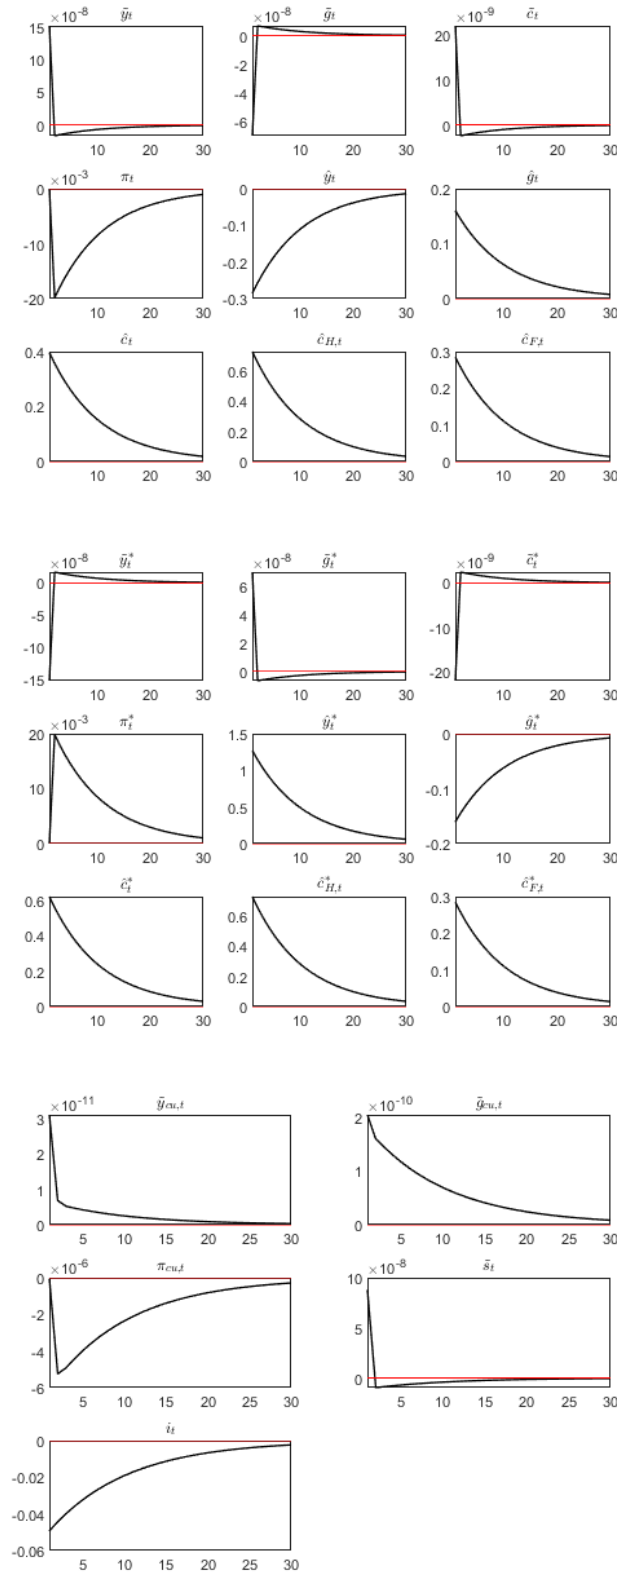 ×10⁻⁸ ỹₜ ×10⁻⁸ g̃ₜ ×10⁻⁹ c̃ₜ
15 10 5 0 0 -2 -4 -6 20 10 0
10 20 30 10 20 30 10 20 30
×10⁻³ πₜ ŷₜ ĝₜ
0 -10 -20 0 -0.1 -0.2 -0.3 0.2 0.1 0
10 20 30 10 20 30 10 20 30
ĉₜ ĉH,t ĉF,t
0.4 0.2 0 0.6 0.4 0.2 0 0.3 0.2 0.1 0
10 20 30 10 20 30 10 20 30
×10⁻⁸ ỹ*ₜ ×10⁻⁸ g̃*ₜ ×10⁻⁹ c̃*ₜ
0 -5 -10 -15 6 4 2 0 0 -10 -20
10 20 30 10 20 30 10 20 30
×10⁻³ π*ₜ ŷ*ₜ ĝ*ₜ
20 10 0 1.5 1 0.5 0 0 -0.1 -0.2
10 20 30 10 20 30 10 20 30
ĉ*ₜ ĉ*H,t ĉ*F,t
0.6 0.4 0.2 0 0.6 0.4 0.2 0 0.3 0.2 0.1 0
10 20 30 10 20 30 10 20 30
×10⁻¹¹ ỹcu,t ×10⁻¹⁰ g̃cu,t
3 2 1 0 2 1 0
5 10 15 20 25 30 5 10 15 20 25 30
×10⁻⁶ πcu,t ×10⁻⁸ s̃ₜ
0 -2 -4 -6 10 5 0
5 10 15 20 25 30 5 10 15 20 25 30
iₜ
0 -0.02 -0.04 -0.06
5 10 15 20 25 30